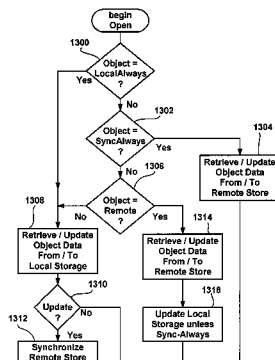 begin
Open
1300
Object =
LocalAlways
?
Yes
No
1302
Object =
SyncAlways
?
Yes
No
1304
Retrieve / Update
Object Data
From / To
Remote Store
1306
Object =
Remote
?
No
Yes
1308
Retrieve / Update
Object Data
From / To
Local Storage
1314
Retrieve / Update
Object Data
From / To
Remote Store
1310
Update
?
No
Yes
1316
Update Local
Storage unless
Sync-Always
1312
Synchronize
Remote Store